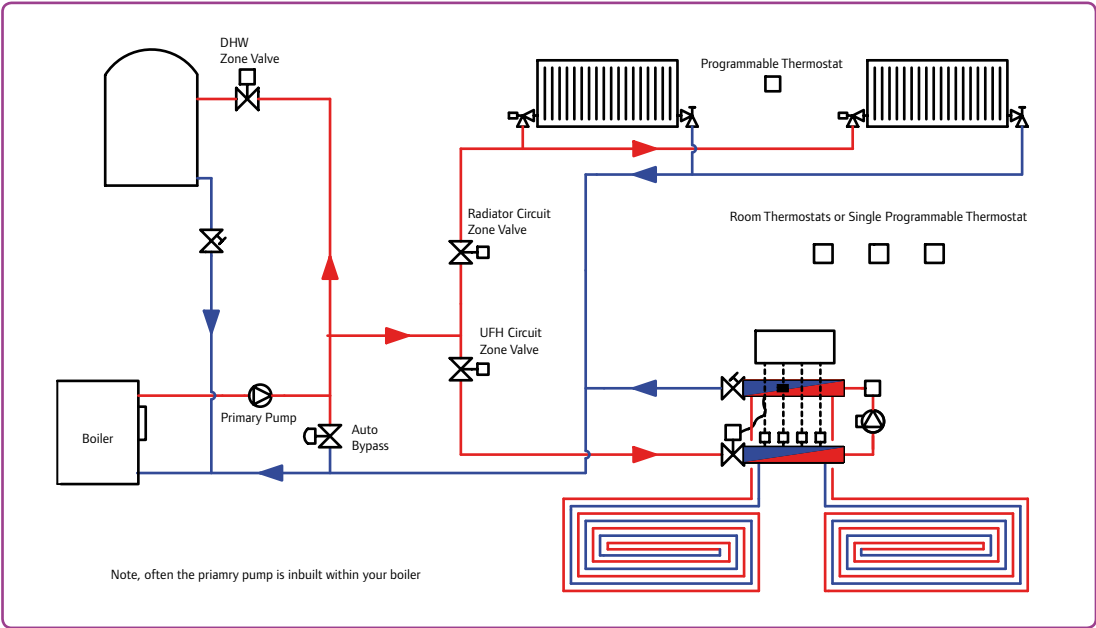 DHW
Zone Valve
Programmable Thermostat
Radiator Circuit
Zone Valve
Room Thermostats or Single Programmable Thermostat
UFH Circuit
Zone Valve
Primary Pump
Auto
Bypass
Boiler
Note, often the priamry pump is inbuilt within your boiler